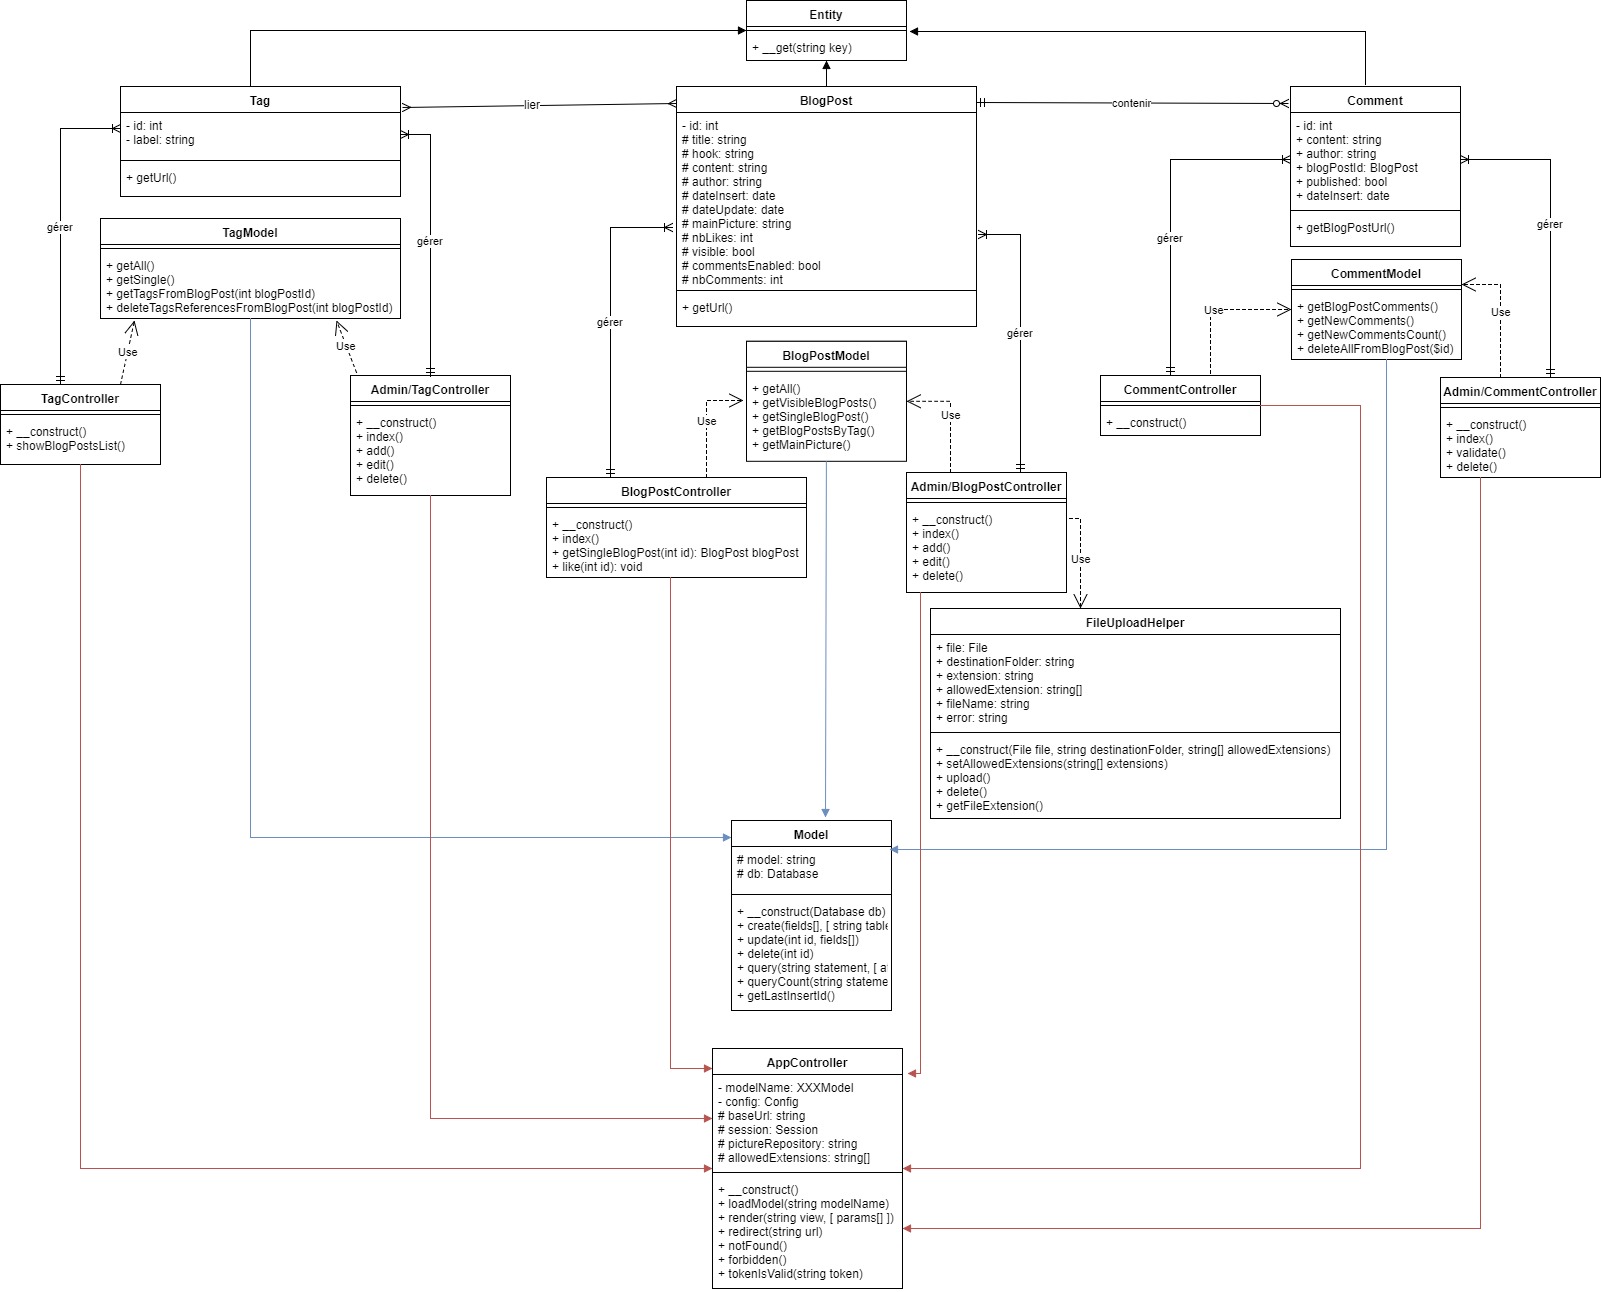 Entity
+ __get(string key)
Tag
- id: int
- label: string
+ getUrl()
lier
BlogPost
- id: int
# title: string
# hook: string
# content: string
# author: string
# dateInsert: date
# dateUpdate: date
# mainPicture: string
# nbLikes: int
# visible: bool
# commentsEnabled: bool
# nbComments: int
+ getUrl()
contenir
Comment
- id: int
+ content: string
+ author: string
+ blogPostId: BlogPost
+ published: bool
+ dateInsert: date
+ getBlogPostUrl()
gérer
gérer
gérer
gérer
gérer
gérer
TagModel
+ getAll()
+ getSingle()
+ getTagsFromBlogPost(int blogPostId)
+ deleteTagsReferencesFromBlogPost(int blogPostId)
Use
Use
CommentModel
+ getBlogPostComments()
+ getNewComments()
+ getNewCommentsCount()
+ deleteAllFromBlogPost($id)
Use
Use
BlogPostModel
+ getAll()
+ getVisibleBlogPosts()
+ getSingleBlogPost()
+ getBlogPostsByTag()
+ getMainPicture()
Use
Use
TagController
+ __construct()
+ showBlogPostsList()
Admin/TagController
+ __construct()
+ index()
+ add()
+ edit()
+ delete()
CommentController
+ __construct()
Admin/CommentController
+ __construct()
+ index()
+ validate()
+ delete()
BlogPostController
+ __construct()
+ index()
+ getSingleBlogPost(int id): BlogPost blogPost
+ like(int id): void
Admin/BlogPostController
+ __construct()
+ index()
+ add()
+ edit()
+ delete()
Use
FileUploadHelper
+ file: File
+ destinationFolder: string
+ extension: string
+ allowedExtension: string[]
+ fileName: string
+ error: string
+ __construct(File file, string destinationFolder, string[] allowedExtensions)
+ setAllowedExtensions(string[] extensions)
+ upload()
+ delete()
+ getFileExtension()
Model
# model: string
# db: Database
+ __construct(Database db)
+ create(fields[], [ string table
+ update(int id, fields[])
+ delete(int id)
+ query(string statement, [ a
+ queryCount(string stateme
+ getLastInsertId()
AppController
- modelName: XXXModel
- config: Config
# baseUrl: string
# session: Session
# pictureRepository: string
# allowedExtensions: string[]
+ __construct()
+ loadModel(string modelName)
+ render(string view, [ params[] ])
+ redirect(string url)
+ notFound()
+ forbidden()
+ tokenIsValid(string token)